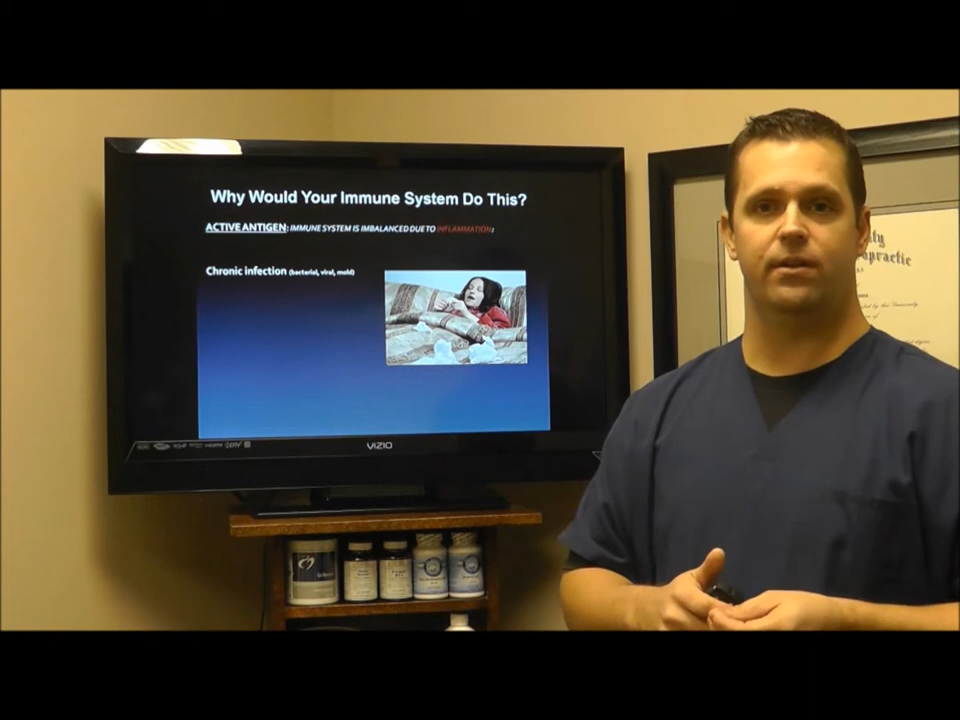 Why Would Your Immune System Do This?
ACTIVE ANTIGEN: IMMUNE SYSTEM IS IMBALANCED DUE TO INFLAMMATION:
Chronic infection (bacterial, viral, mold)
VIZIO